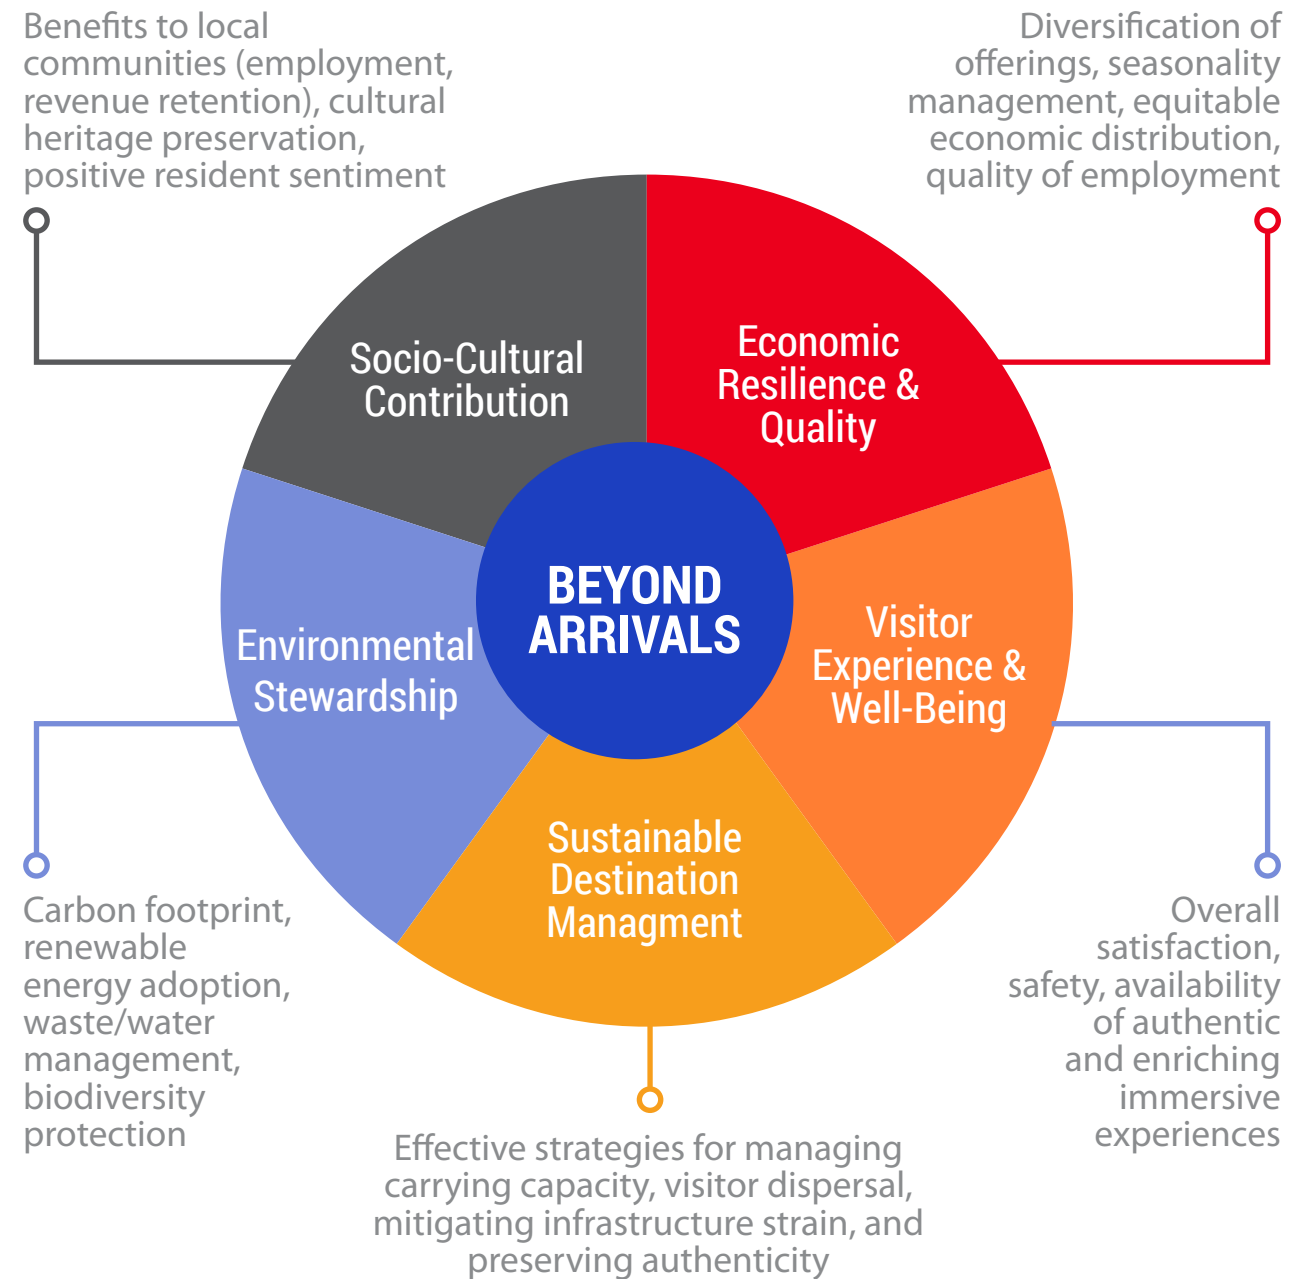 Benefits to local
communities (employment,
revenue retention), cultural
heritage preservation,
positive resident sentiment
Diversification of
offerings, seasonality
management, equitable
economic distribution,
quality of employment
Socio-Cultural
Contribution
Economic
Resilience &
Quality
BEYOND
ARRIVALS
Environmental
Stewardship
Visitor
Experience &
Well-Being
Sustainable
Destination
Managment
Carbon footprint,
renewable
energy adoption,
waste/water
management,
biodiversity
protection
Overall
satisfaction,
safety, availability
of authentic
and enriching
immersive
experiences
Effective strategies for managing
carrying capacity, visitor dispersal,
mitigating infrastructure strain, and
preserving authenticity